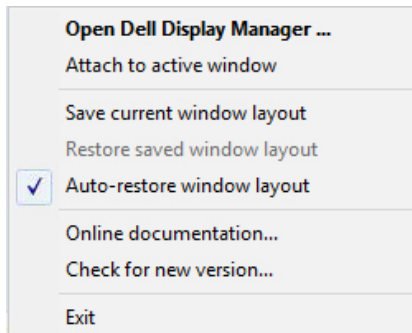 Open Dell Display Manager ...
Attach to active window
Save current window layout
Restore saved window layout
Auto-restore window layout
Online documentation...
Check for new version...
Exit